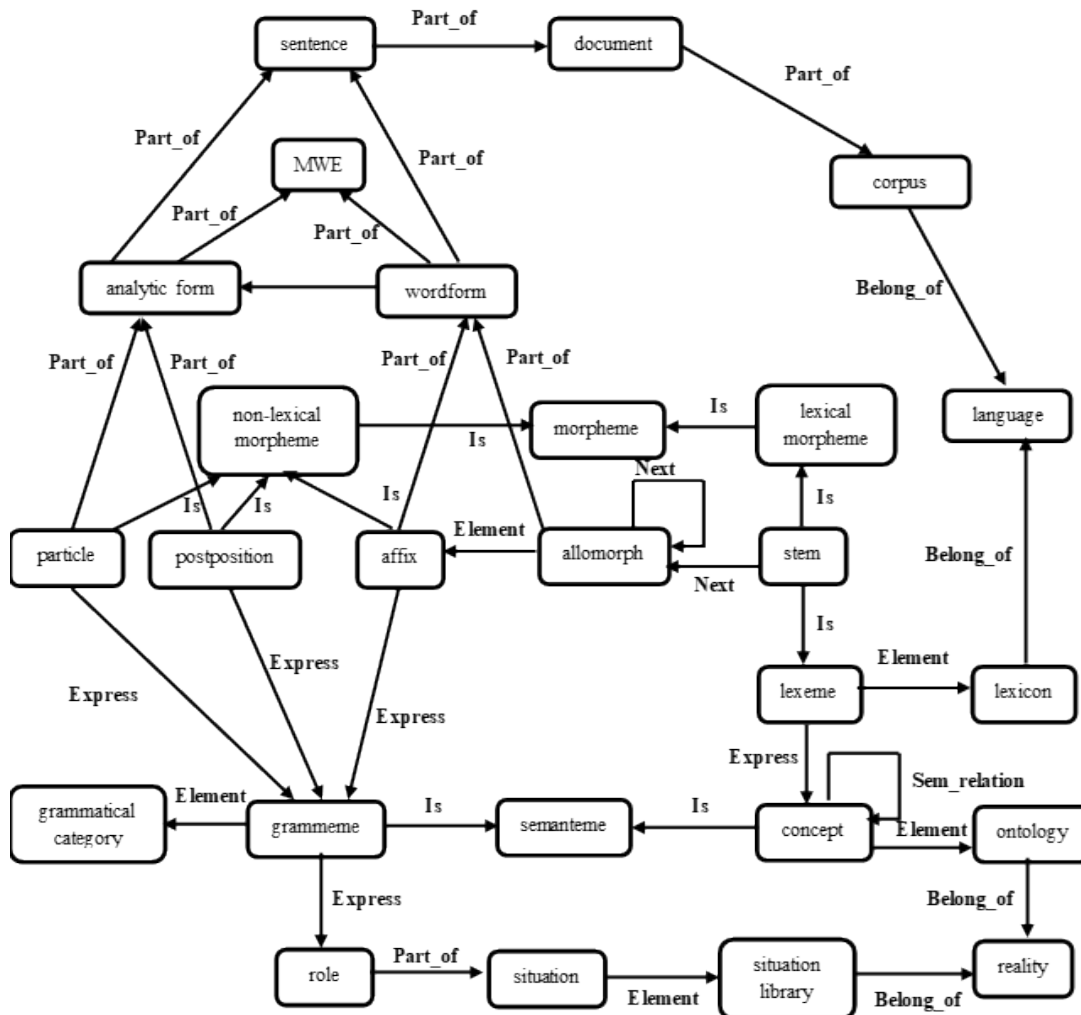 Part_of
sentence
document
Part_of
Part_of
Part_of
MWE
corpus
Part_of
Part_of
analytic form
wordform
Belong_of
Part_of
Part_of
Part_of
Part_of
non-lexical
morpheme
Is
morpheme
Is
lexical
morpheme
language
Next
Is
Is
Is
Is
particle
postposition
affix
Element
allomorph
Next
stem
Belong_of
Is
Express
Express
Express
lexeme
Element
lexicon
Express
Sem_relation
grammatical
category
Element
grammeme
Is
semanteme
Is
concept
Element
ontology
Express
Belong_of
role
Part_of
situation
Element
situation
library
Belong_of
reality